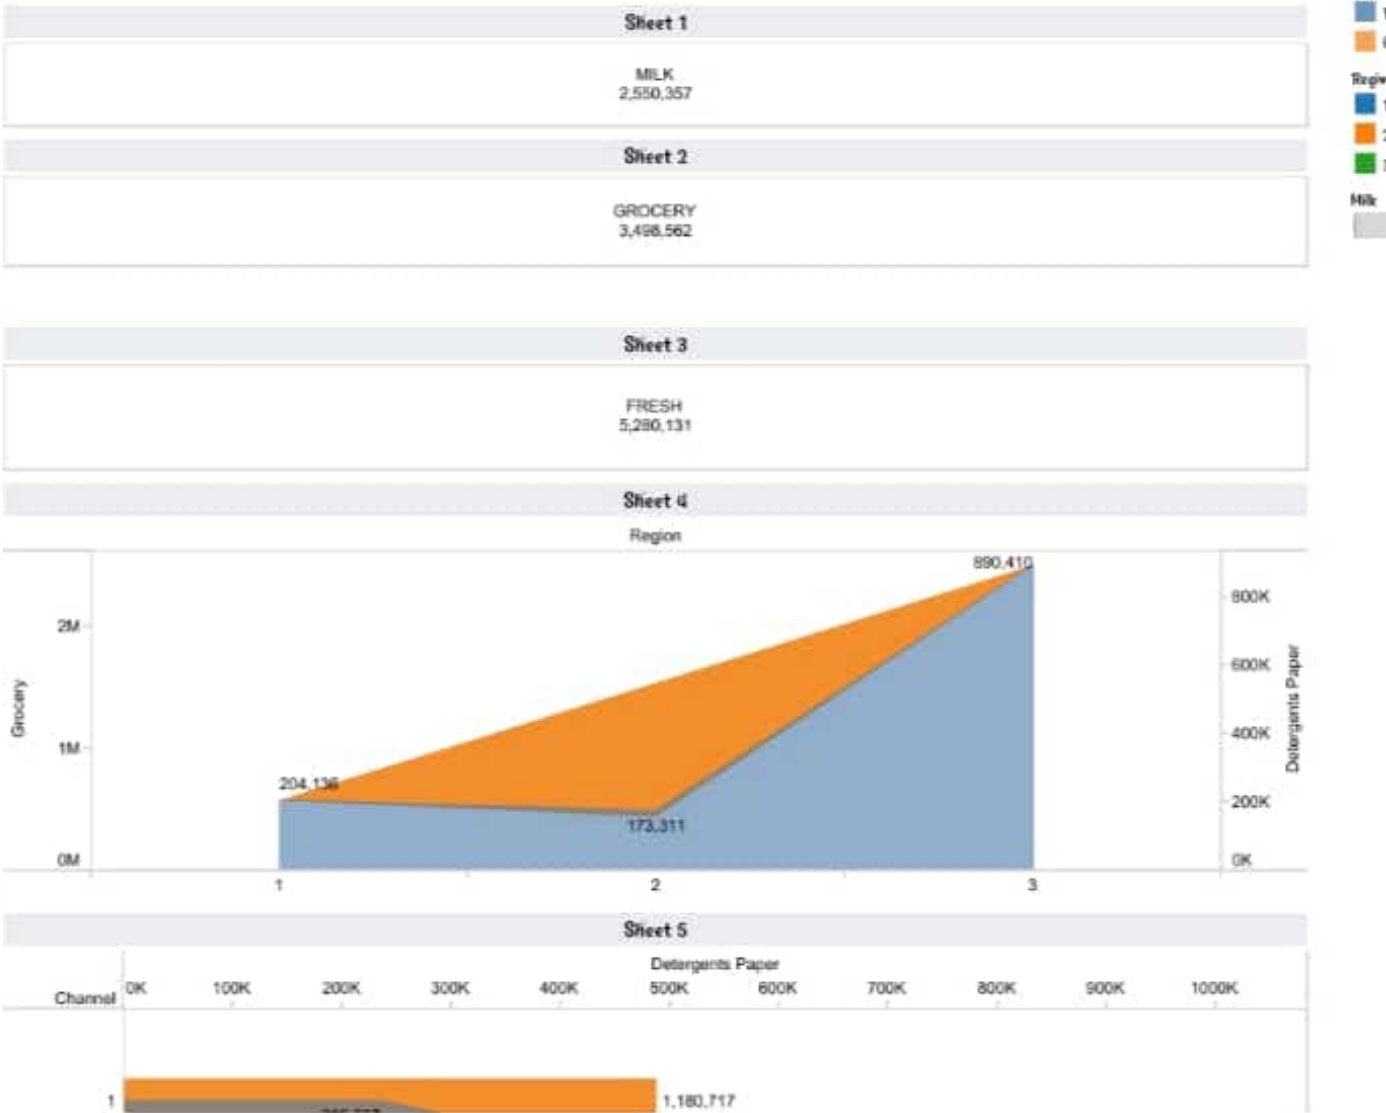 Sheet 1
MILK
2,550,357
Sheet 2
GROCERY
3,498,562
Milk
Sheet 3
FRESH
5,280,131
Sheet 4
Region
890,410
800K
2M
600K
Grocery
Detergents Paper
400K
1M
204,136
200K
173,311
0M
0K
1 2 3
Sheet 5
Detergents Paper
Channel 0K 100K 200K 300K 400K 500K 600K 700K 800K 900K 1000K
1 1,180,717